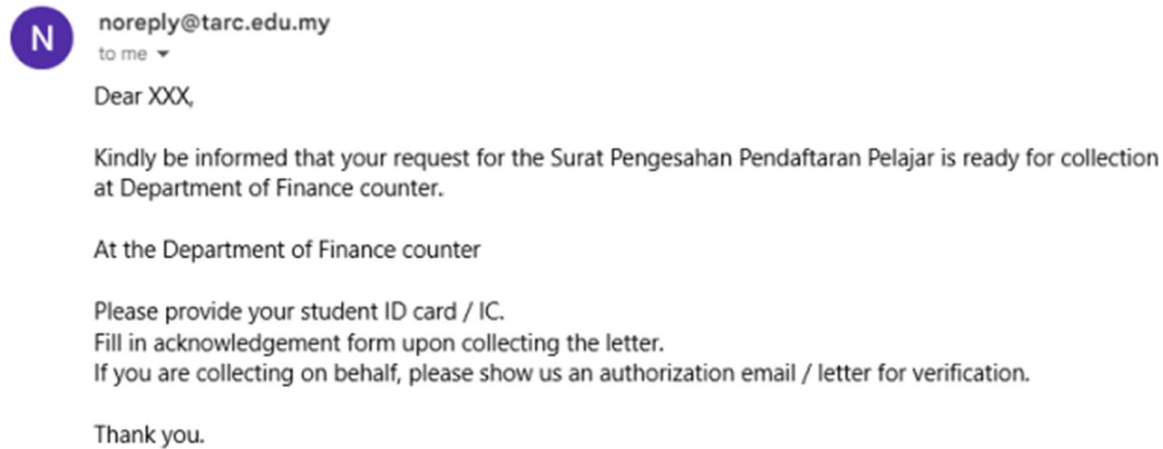 N
noreply@tarc.edu.my
to me
Dear XXX,
Kindly be informed that your request for the Surat Pengesahan Pendaftaran Pelajar is ready for collection
at Department of Finance counter.
At the Department of Finance counter
Please provide your student ID card / IC.
Fill in acknowledgement form upon collecting the letter.
If you are collecting on behalf, please show us an authorization email / letter for verification.
Thank you.